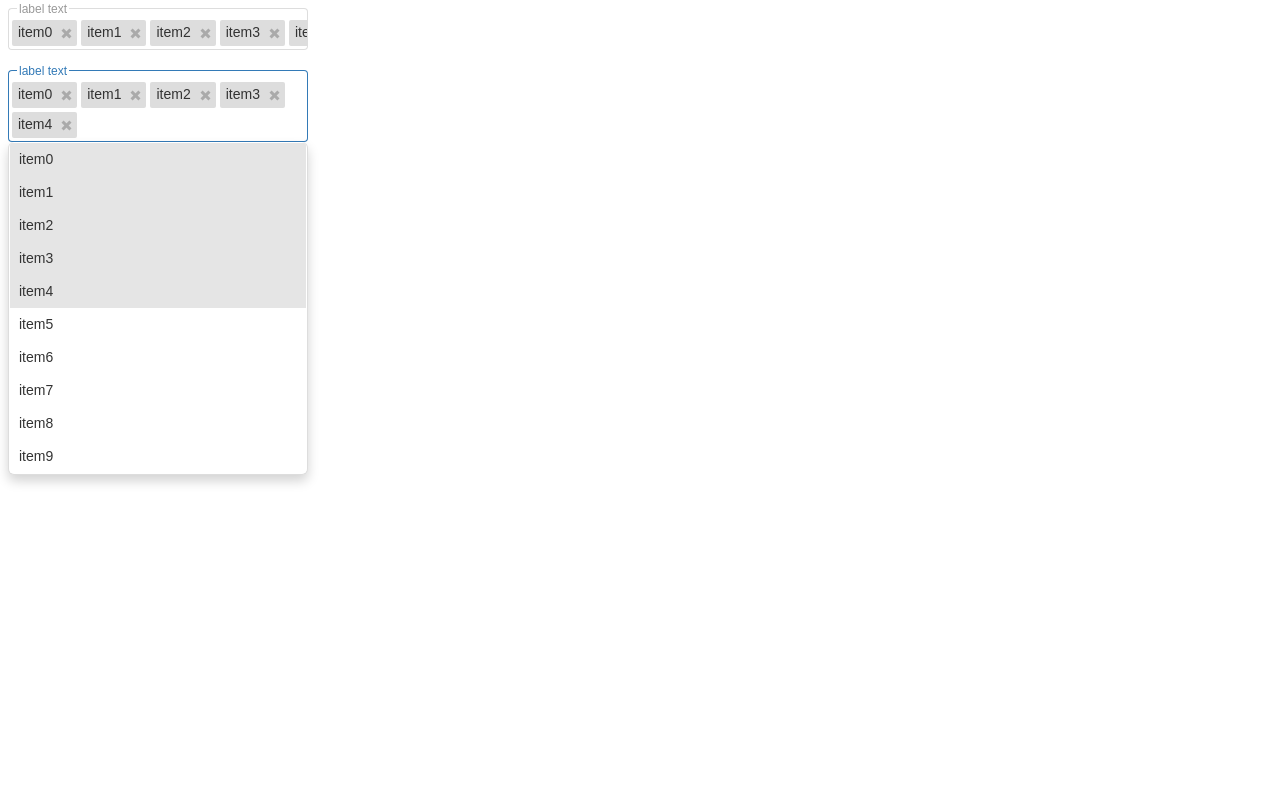 label text
item0 item1 item2 item3 ite
label text
item0 item1 item2 item3
item4
item0
item1
item2
item3
item4
item5
item6
item7
item8
item9